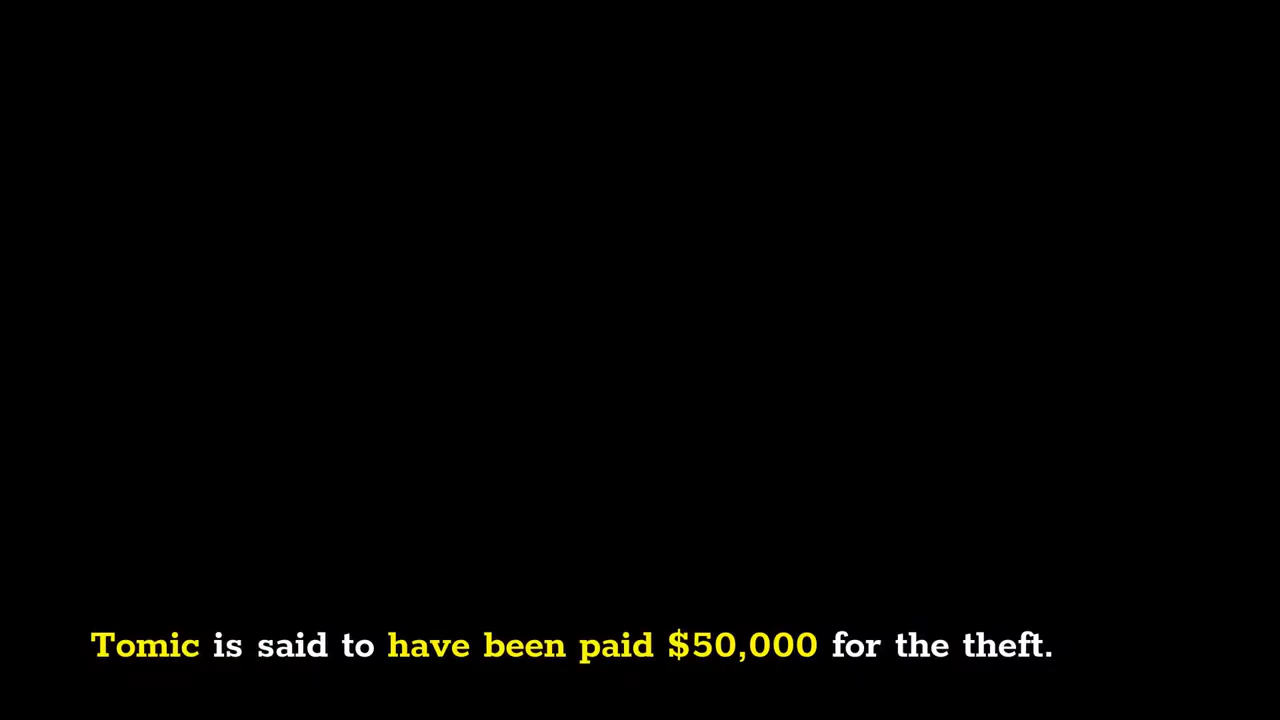 Tomic is said to have been paid $50,000 for the theft.